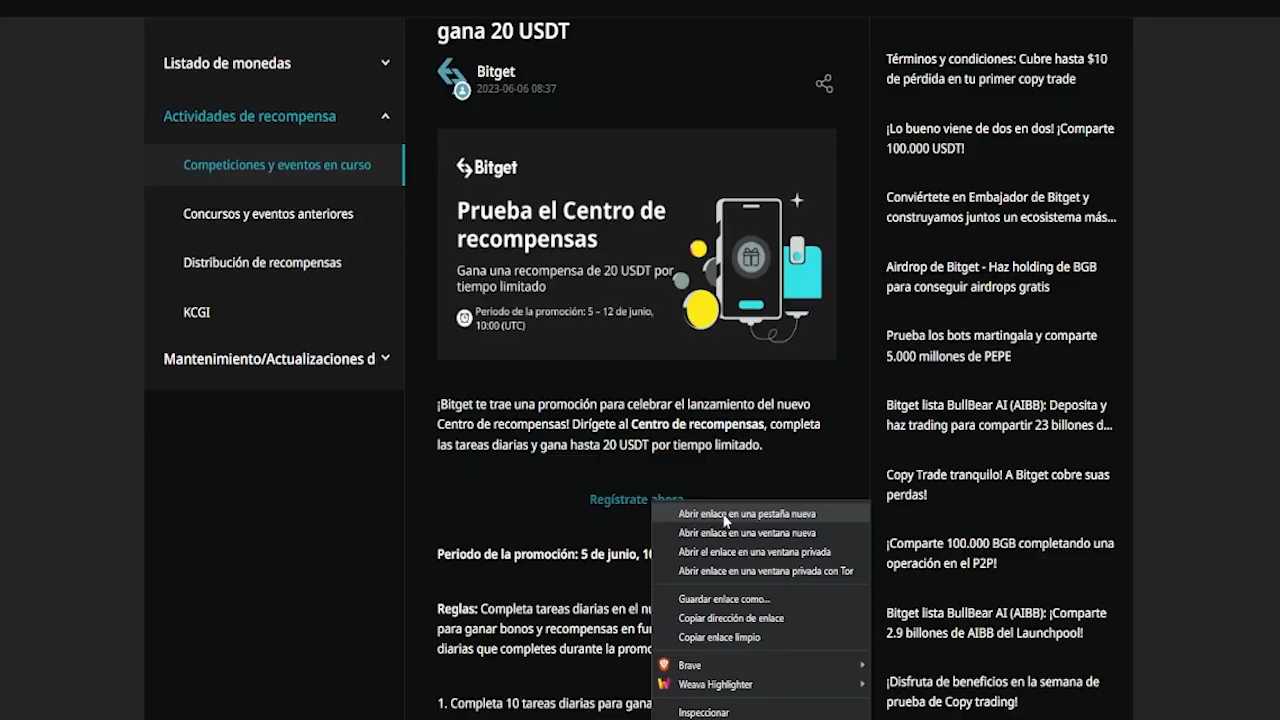 Listado de monedas
Actividades de recompensa
Competiciones y eventos en curso
Concursos y eventos anteriores
Distribución de recompensas
KCGI
Mantenimiento/Actualizaciones d
gana 20 USDT
Bitget
2023-06-06 08:37
Bitget
Prueba el Centro de
recompensas
Gana una recompensa de 20 USDT por
tiempo limitado
Periodo de la promoción: 5 – 12 de junio,
10:00 (UTC)
¡Bitget te trae una promoción para celebrar el lanzamiento del nuevo
Centro de recompensas! Dirígete al Centro de recompensas, completa
las tareas diarias y gana hasta 20 USDT por tiempo limitado.
Regístrate ahora
Periodo de la promoción: 5 de junio, 10
Reglas: Completa tareas diarias en el nu
para ganar bonos y recompensas en fun
diarias que completes durante la promo
1. Completa 10 tareas diarias para gana
Abrir enlace en una pestaña nueva
Abrir enlace en una ventana nueva
Abrir el enlace en una ventana privada
Abrir enlace en una ventana privada con Tor
Guardar enlace como...
Copiar dirección de enlace
Copiar enlace limpio
Brave
Weava Highlighter
Inspeccionar
Términos y condiciones: Cubre hasta $10
de pérdida en tu primer copy trade
¡Lo bueno viene de dos en dos! ¡Comparte
100.000 USDT!
Conviértete en Embajador de Bitget y
construyamos juntos un ecosistema más...
Airdrop de Bitget - Haz holding de BGB
para conseguir airdrops gratis
Prueba los bots martingala y comparte
5.000 millones de PEPE
Bitget lista BullBear AI (AIBB): Deposita y
haz trading para compartir 23 billones d...
Copy Trade tranquilo! A Bitget cobre suas
perdas!
¡Comparte 100.000 BGB completando una
operación en el P2P!
Bitget lista BullBear AI (AIBB): ¡Comparte
2.9 billones de AIBB del Launchpool!
¡Disfruta de beneficios en la semana de
prueba de Copy trading!